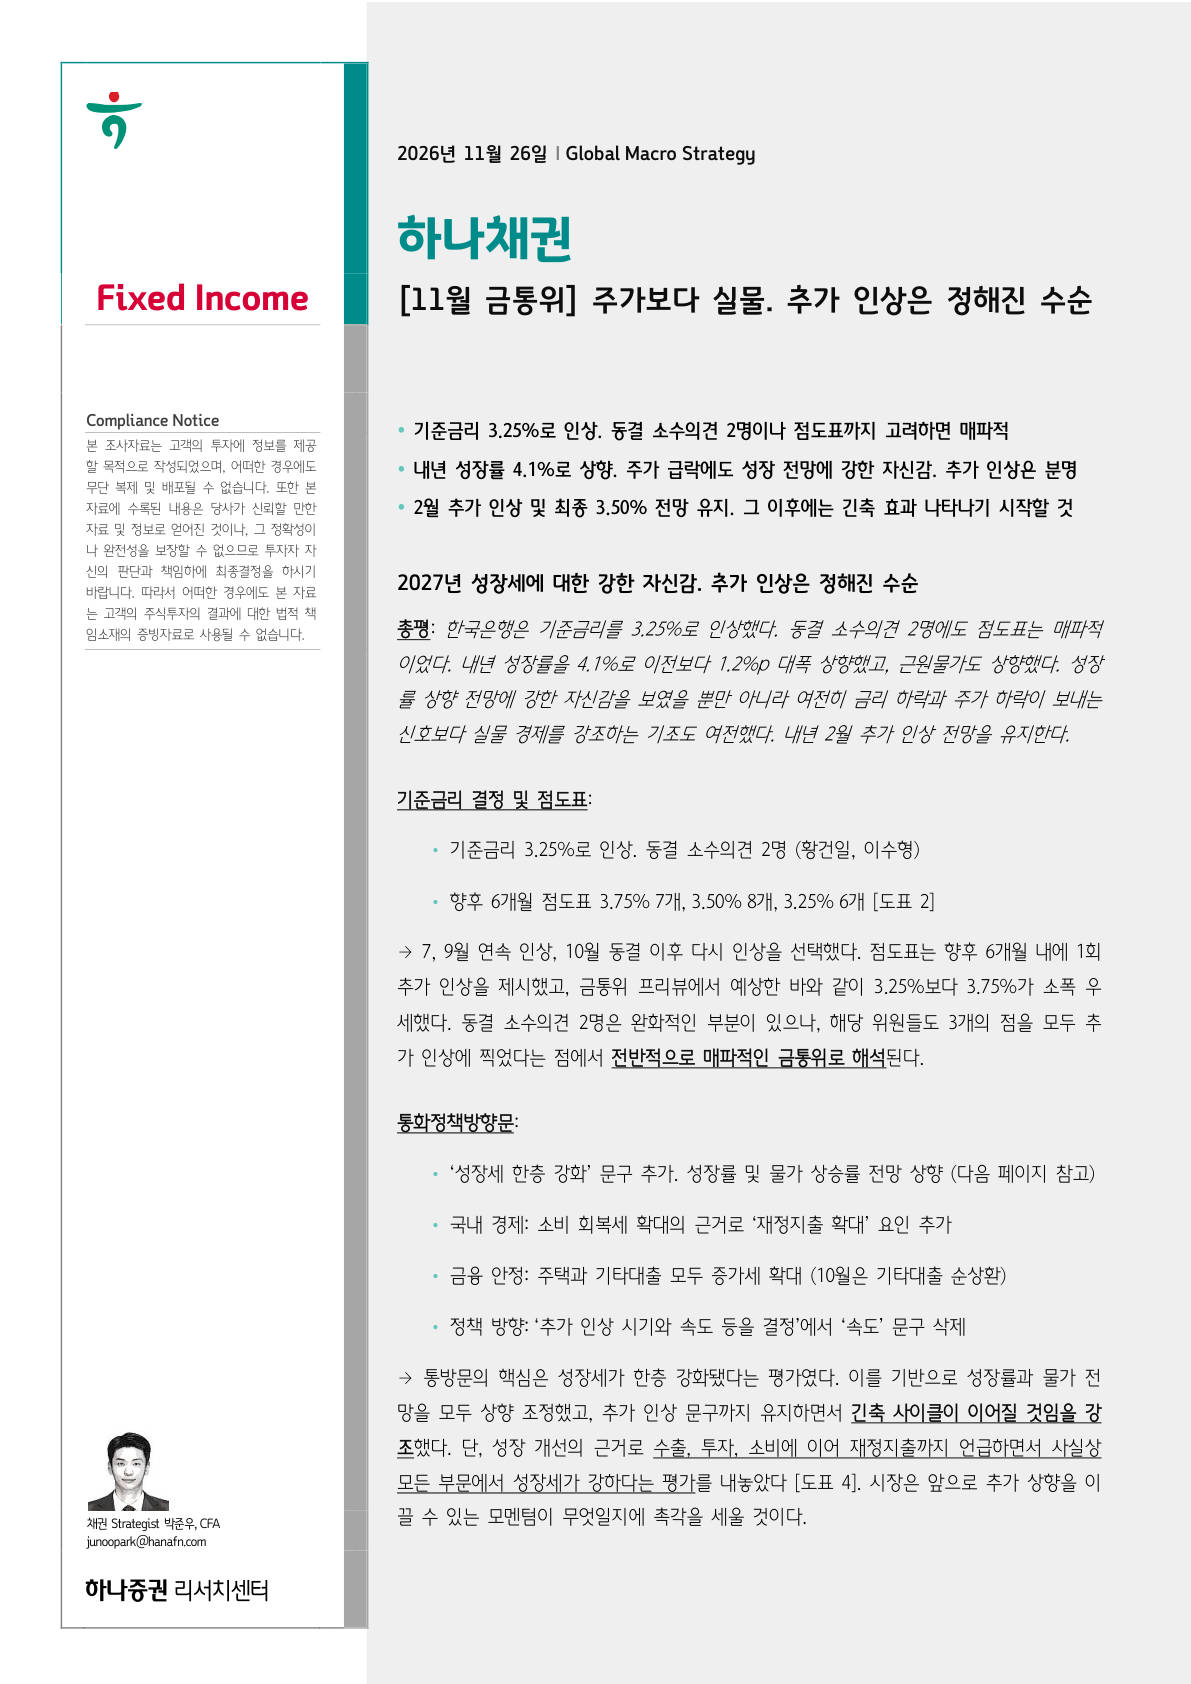 2026년 11월 26일 | Global Macro Strategy
하나채권
Fixed Income
[11월 금통위] 주가보다 실물. 추가 인상은 정해진 수순
Compliance Notice
본 조사자료는 고객의 투자에 정보를 제공
할 목적으로 작성되었으며, 어떠한 경우에도
무단 복제 및 배포될 수 없습니다. 또한 본
자료에 수록된 내용은 당사가 신뢰할 만한
자료 및 정보로 얻어진 것이나, 그 정확성이
나 완전성을 보장할 수 없으므로 투자자 자
신의 판단과 책임하에 최종결정을 하시기
바랍니다. 따라서 어떠한 경우에도 본 자료
는 고객의 주식투자의 결과에 대한 법적 책
임소재의 증빙자료로 사용될 수 없습니다.
• 기준금리 3.25%로 인상. 동결 소수의견 2명이나 점도표까지 고려하면 매파적
• 내년 성장률 4.1%로 상향. 주가 급락에도 성장 전망에 강한 자신감. 추가 인상은 분명
• 2월 추가 인상 및 최종 3.50% 전망 유지. 그 이후에는 긴축 효과 나타나기 시작할 것
2027년 성장세에 대한 강한 자신감. 추가 인상은 정해진 수순
총평: 한국은행은 기준금리를 3.25%로 인상했다. 동결 소수의견 2명에도 점도표는 매파적
이었다. 내년 성장률을 4.1%로 이전보다 1.2%p 대폭 상향했고, 근원물가도 상향했다. 성장
률 상향 전망에 강한 자신감을 보였을 뿐만 아니라 여전히 금리 하락과 주가 하락이 보내는
신호보다 실물 경제를 강조하는 기조도 여전했다. 내년 2월 추가 인상 전망을 유지한다.
기준금리 결정 및 점도표:
• 기준금리 3.25%로 인상. 동결 소수의견 2명 (황건일, 이수형)
• 향후 6개월 점도표 3.75% 7개, 3.50% 8개, 3.25% 6개 [도표 2]
→ 7, 9월 연속 인상, 10월 동결 이후 다시 인상을 선택했다. 점도표는 향후 6개월 내에 1회
추가 인상을 제시했고, 금통위 프리뷰에서 예상한 바와 같이 3.25%보다 3.75%가 소폭 우
세했다. 동결 소수의견 2명은 완화적인 부분이 있으나, 해당 위원들도 3개의 점을 모두 추
가 인상에 찍었다는 점에서 전반적으로 매파적인 금통위로 해석된다.
통화정책방향문:
• ‘성장세 한층 강화’ 문구 추가. 성장률 및 물가 상승률 전망 상향 (다음 페이지 참고)
• 국내 경제: 소비 회복세 확대의 근거로 ‘재정지출 확대’ 요인 추가
• 금융 안정: 주택과 기타대출 모두 증가세 확대 (10월은 기타대출 순상환)
• 정책 방향: ‘추가 인상 시기와 속도 등을 결정’에서 ‘속도’ 문구 삭제
→ 통방문의 핵심은 성장세가 한층 강화됐다는 평가였다. 이를 기반으로 성장률과 물가 전
망을 모두 상향 조정했고, 추가 인상 문구까지 유지하면서 긴축 사이클이 이어질 것임을 강
조했다. 단, 성장 개선의 근거로 수출, 투자, 소비에 이어 재정지출까지 언급하면서 사실상
모든 부문에서 성장세가 강하다는 평가를 내놓았다 [도표 4]. 시장은 앞으로 추가 상향을 이
끌 수 있는 모멘텀이 무엇일지에 촉각을 세울 것이다.
채권 Strategist 박준우, CFA
junoopark@hanafn.com
하나증권 리서치센터